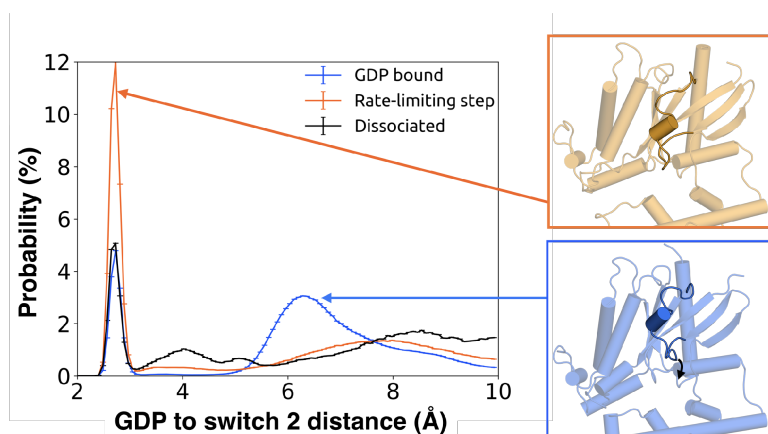 12
10
8
6
4
2
0
Probability (%)
GDP bound
Rate-limiting step
Dissociated
2
4
6
8
10
GDP to switch 2 distance (Å)